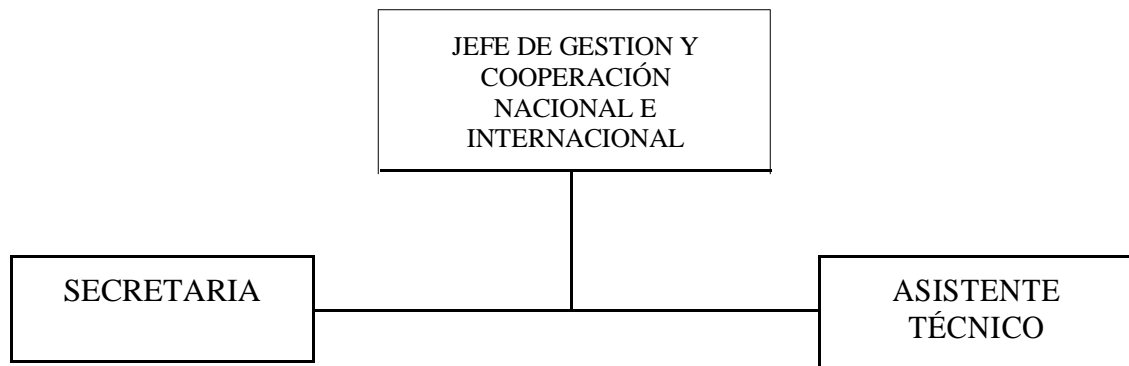 JEFE DE GESTION Y
COOPERACIÓN
NACIONAL E
INTERNACIONAL
SECRETARIA
ASISTENTE
TÉCNICO